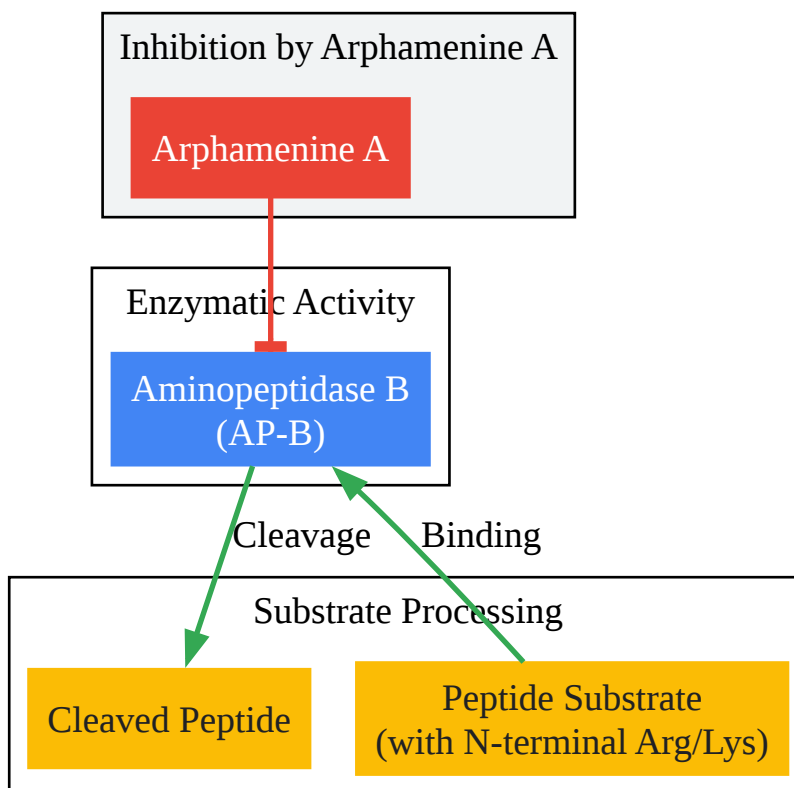 Inhibition by Arphamenine A
Arphamenine A
Enzymatic Activity
Aminopeptidase B
(AP-B)
Cleavage
Binding
Substrate Processing
Cleaved Peptide
Peptide Substrate
(with N-terminal Arg/Lys)